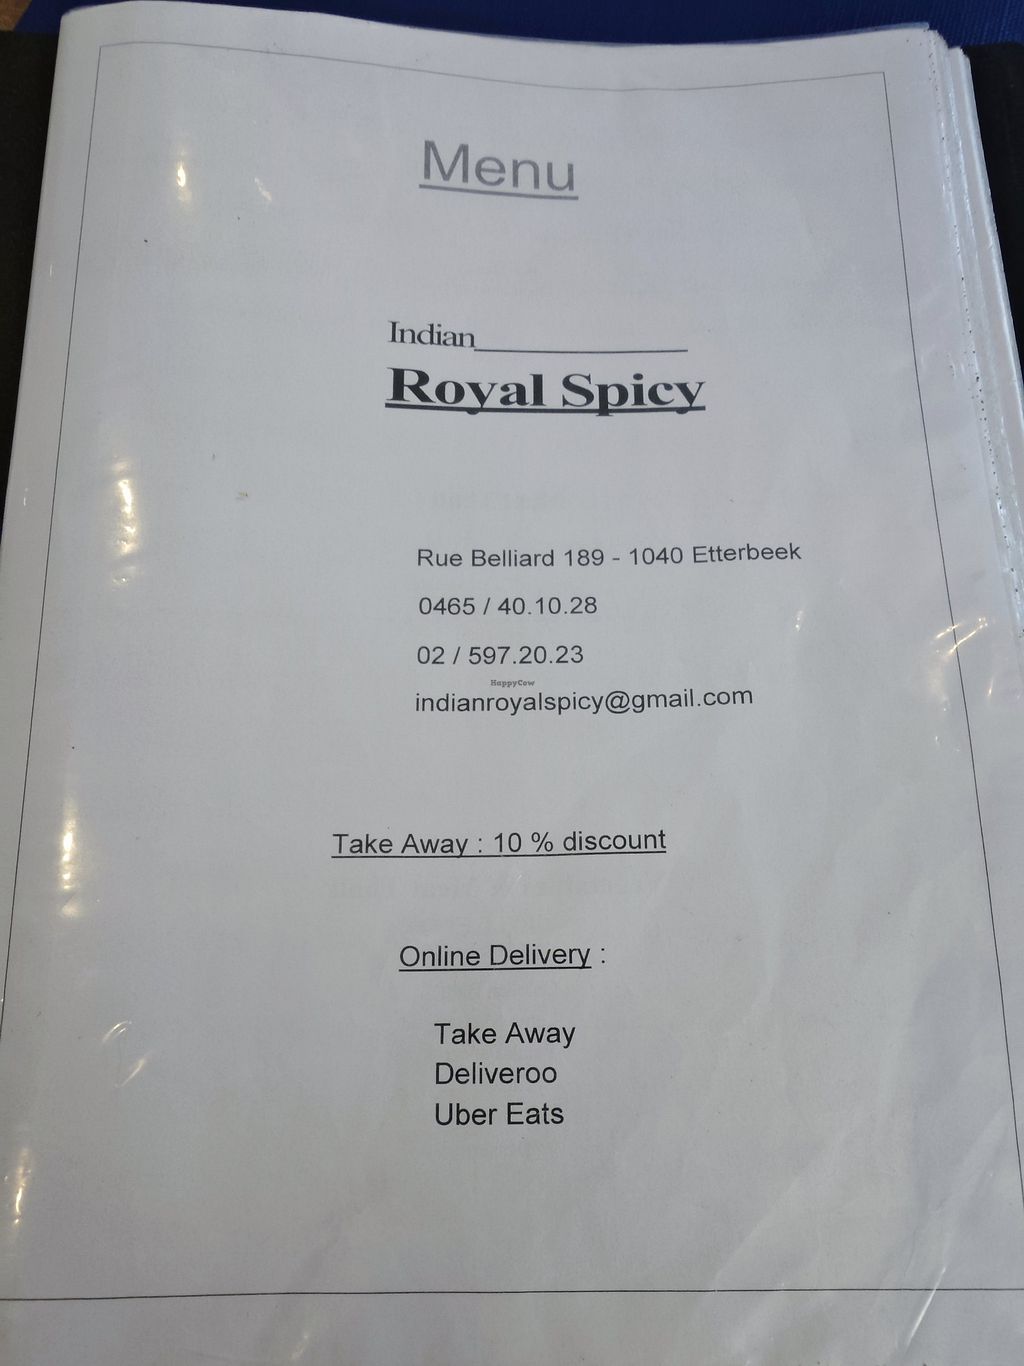 Menu
Indian_______________
Royal Spicy
Rue Belliard 189 - 1040 Etterbeek
0465 / 40.10.28
02 / 597.20.23
HappyCow
indianroyalspicy@gmail.com
Take Away : 10 % discount
Online Delivery :
Take Away
Deliveroo
Uber Eats